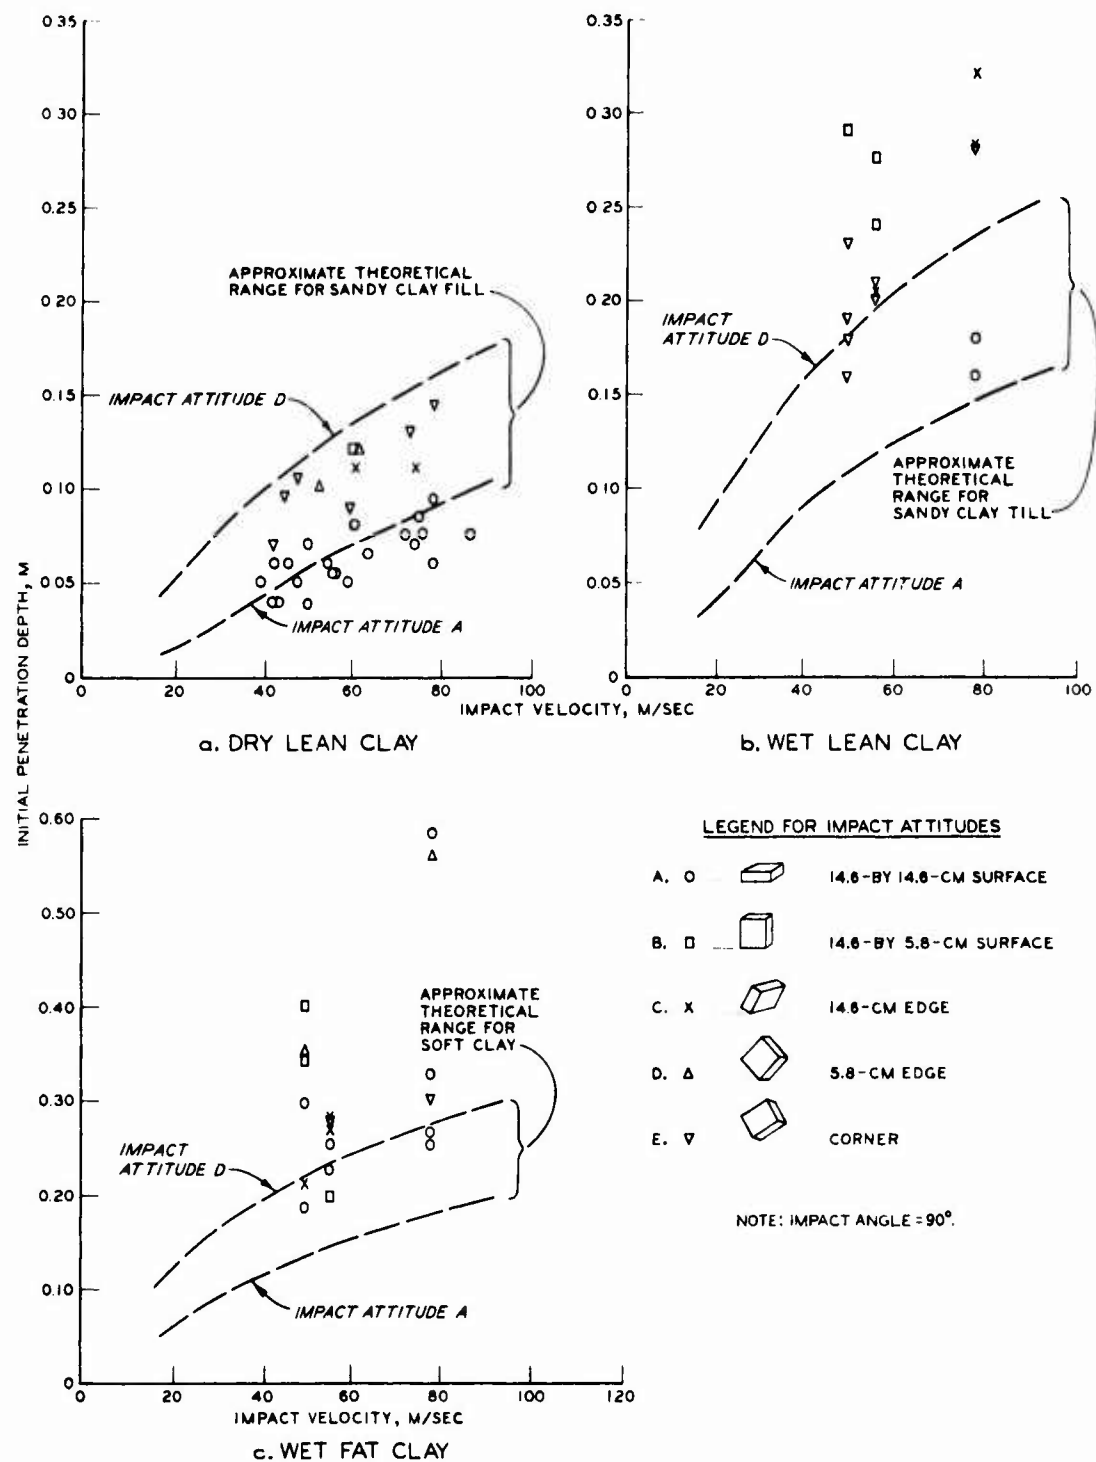 0.35
0.30
0.25
0.20
0.15
0.10
0.05
0
0
20
40
60
80
100
APPROXIMATE THEORETICAL
RANGE FOR SANDY CLAY FILL
IMPACT ATTITUDE D
IMPACT ATTITUDE A
a. DRY LEAN CLAY
0.35
0.30
0.25
0.20
0.15
0.10
0.05
0
0
20
40
60
80
100
IMPACT
ATTITUDE D
APPROXIMATE
THEORETICAL
RANGE FOR
SANDY CLAY TILL
IMPACT ATTITUDE A
IMPACT VELOCITY, M/SEC
b. WET LEAN CLAY
INITIAL PENETRATION DEPTH, M
0.60
0.50
0.40
0.30
0.20
0.10
0
0
20
40
60
80
100
120
APPROXIMATE
THEORETICAL
RANGE FOR
SOFT CLAY
IMPACT
ATTITUDE D
IMPACT ATTITUDE A
IMPACT VELOCITY, M/SEC
c. WET FAT CLAY
LEGEND FOR IMPACT ATTITUDES
A. O 14.6-BY 14.6-CM SURFACE
B. □ 14.6-BY 5.8-CM SURFACE
C. X 14.6-CM EDGE
D. △ 5.8-CM EDGE
E. ▽ CORNER
NOTE: IMPACT ANGLE = 90°.